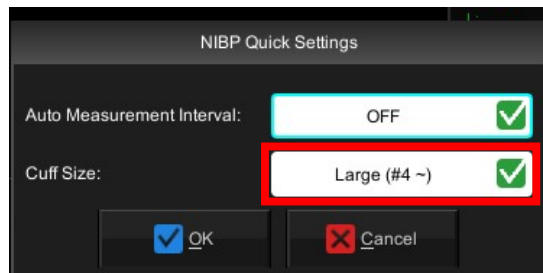 NIBP Quick Settings
Auto Measurement Interval: OFF
Cuff Size: Large (#4 ~)
OK Cancel